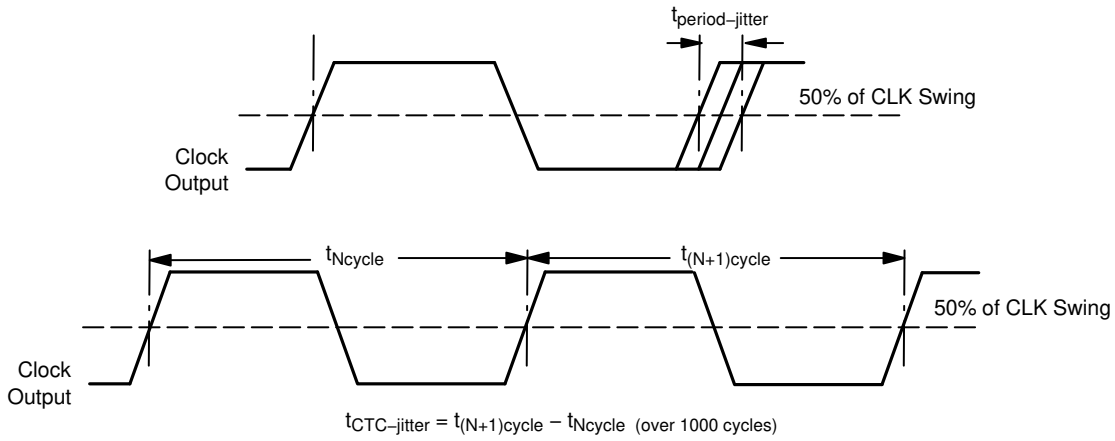 tperiod–jitter
50% of CLK Swing
Clock
Output
tNcycle
t(N+1)cycle
50% of CLK Swing
Clock
Output
tCTC–jitter = t(N+1)cycle – tNcycle (over 1000 cycles)